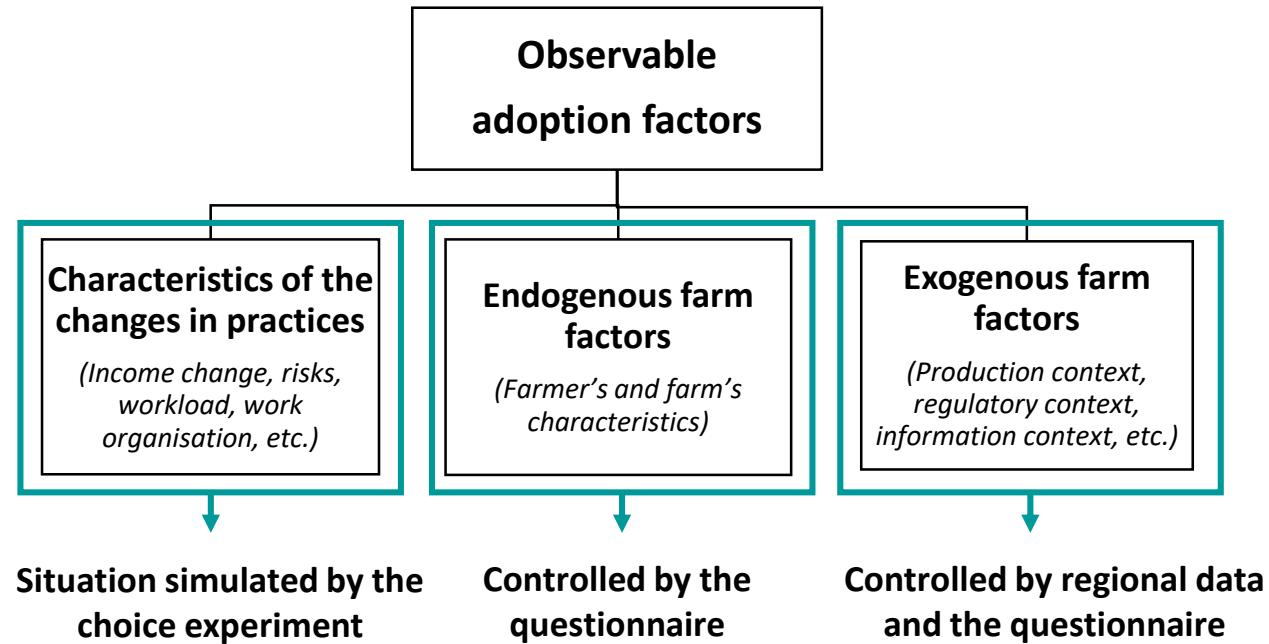 Observable
adoption factors
Characteristics of the
changes in practices
(Income change, risks,
workload, work
organisation, etc.)
Endogenous farm
factors
(Farmer's and farm's
characteristics)
Exogenous farm
factors
(Production context,
regulatory context,
information context, etc.)
Situation simulated by the
choice experiment
Controlled by the
questionnaire
Controlled by regional data
and the questionnaire